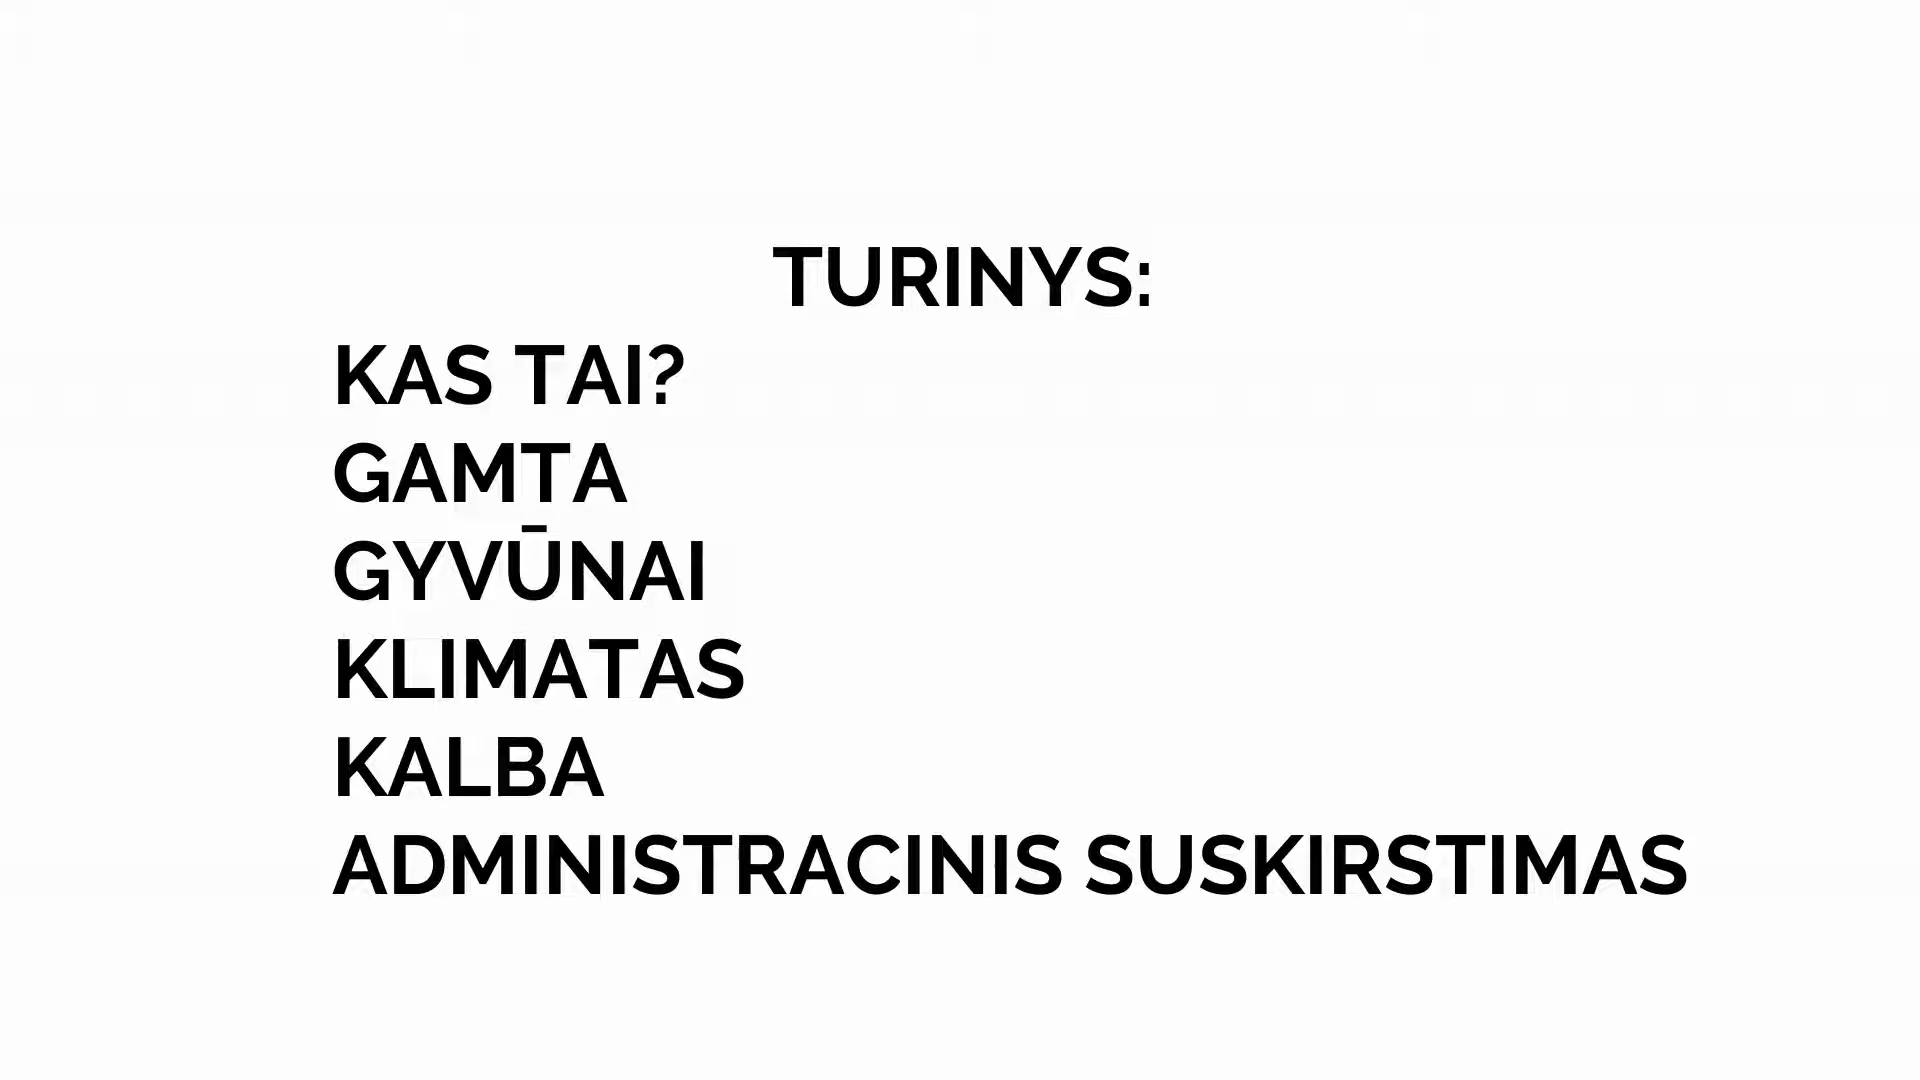 TURINYS:
KAS TAI?
GAMTA
GYVŪNAI
KLIMATAS
KALBA
ADMINISTRACINIS SUSKIRSTIMAS